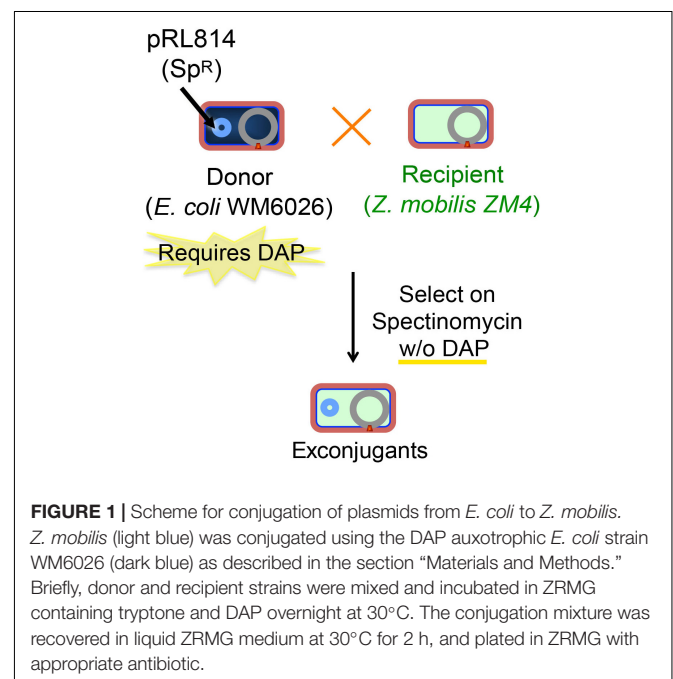 pRL814
(SpR)
Donor
(E. coli WM6026)
Recipient
(Z. mobilis ZM4)
Requires DAP
Select on
Spectinomycin
w/o DAP
Exconjugants
FIGURE 1 | Scheme for conjugation of plasmids from E. coli to Z. mobilis.
Z. mobilis (light blue) was conjugated using the DAP auxotrophic E. coli strain
WM6026 (dark blue) as described in the section “Materials and Methods.”
Briefly, donor and recipient strains were mixed and incubated in ZRMG
containing tryptone and DAP overnight at 30°C. The conjugation mixture was
recovered in liquid ZRMG medium at 30°C for 2 h, and plated in ZRMG with
appropriate antibiotic.